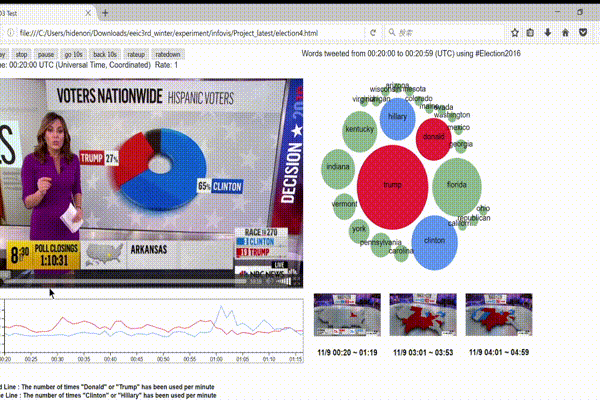 D3 Test
file:///C:/Users/hidenori/Downloads/eeic3rd_winter/experiment/infovis/Project_latest/election4.html
搜索
stop pause go 10s back 10s rateup ratedown
00:20:00 UTC (Universal Time, Coordinated) Rate: 1
Words tweeted from 00:20:00 to 00:20:59 (UTC) using #Election2016
VOTERS NATIONWIDE HISPANIC VOTERS
TRUMP 27%
65% CLINTON
DECISION
RACE TO 270
CLINTON
TRUMP
8:30
POLL CLOSINGS
1:10:31
ARKANSAS
LIVE
NBC NEWS
arizona
wisconsin
minnesota
virginia
michigan
colorado
maine
nevada
washington
hillary
mexico
kentucky
donald
georgia
indiana
trump
florida
vermont
ohio
republican
california
york
clinton
pennsylvania
carolina
00:20 00:25 00:30 00:35 00:40 00:45 00:50 00:55 01:00 01:05 01:10 01:15
11/9 00:20 ~ 01:19 11/9 03:01 ~ 03:53 11/9 04:01 ~ 04:59
Line : The number of times "Donald" or "Trump" has been used per minute
Line : The number of times "Clinton" or "Hillary" has been used per minute